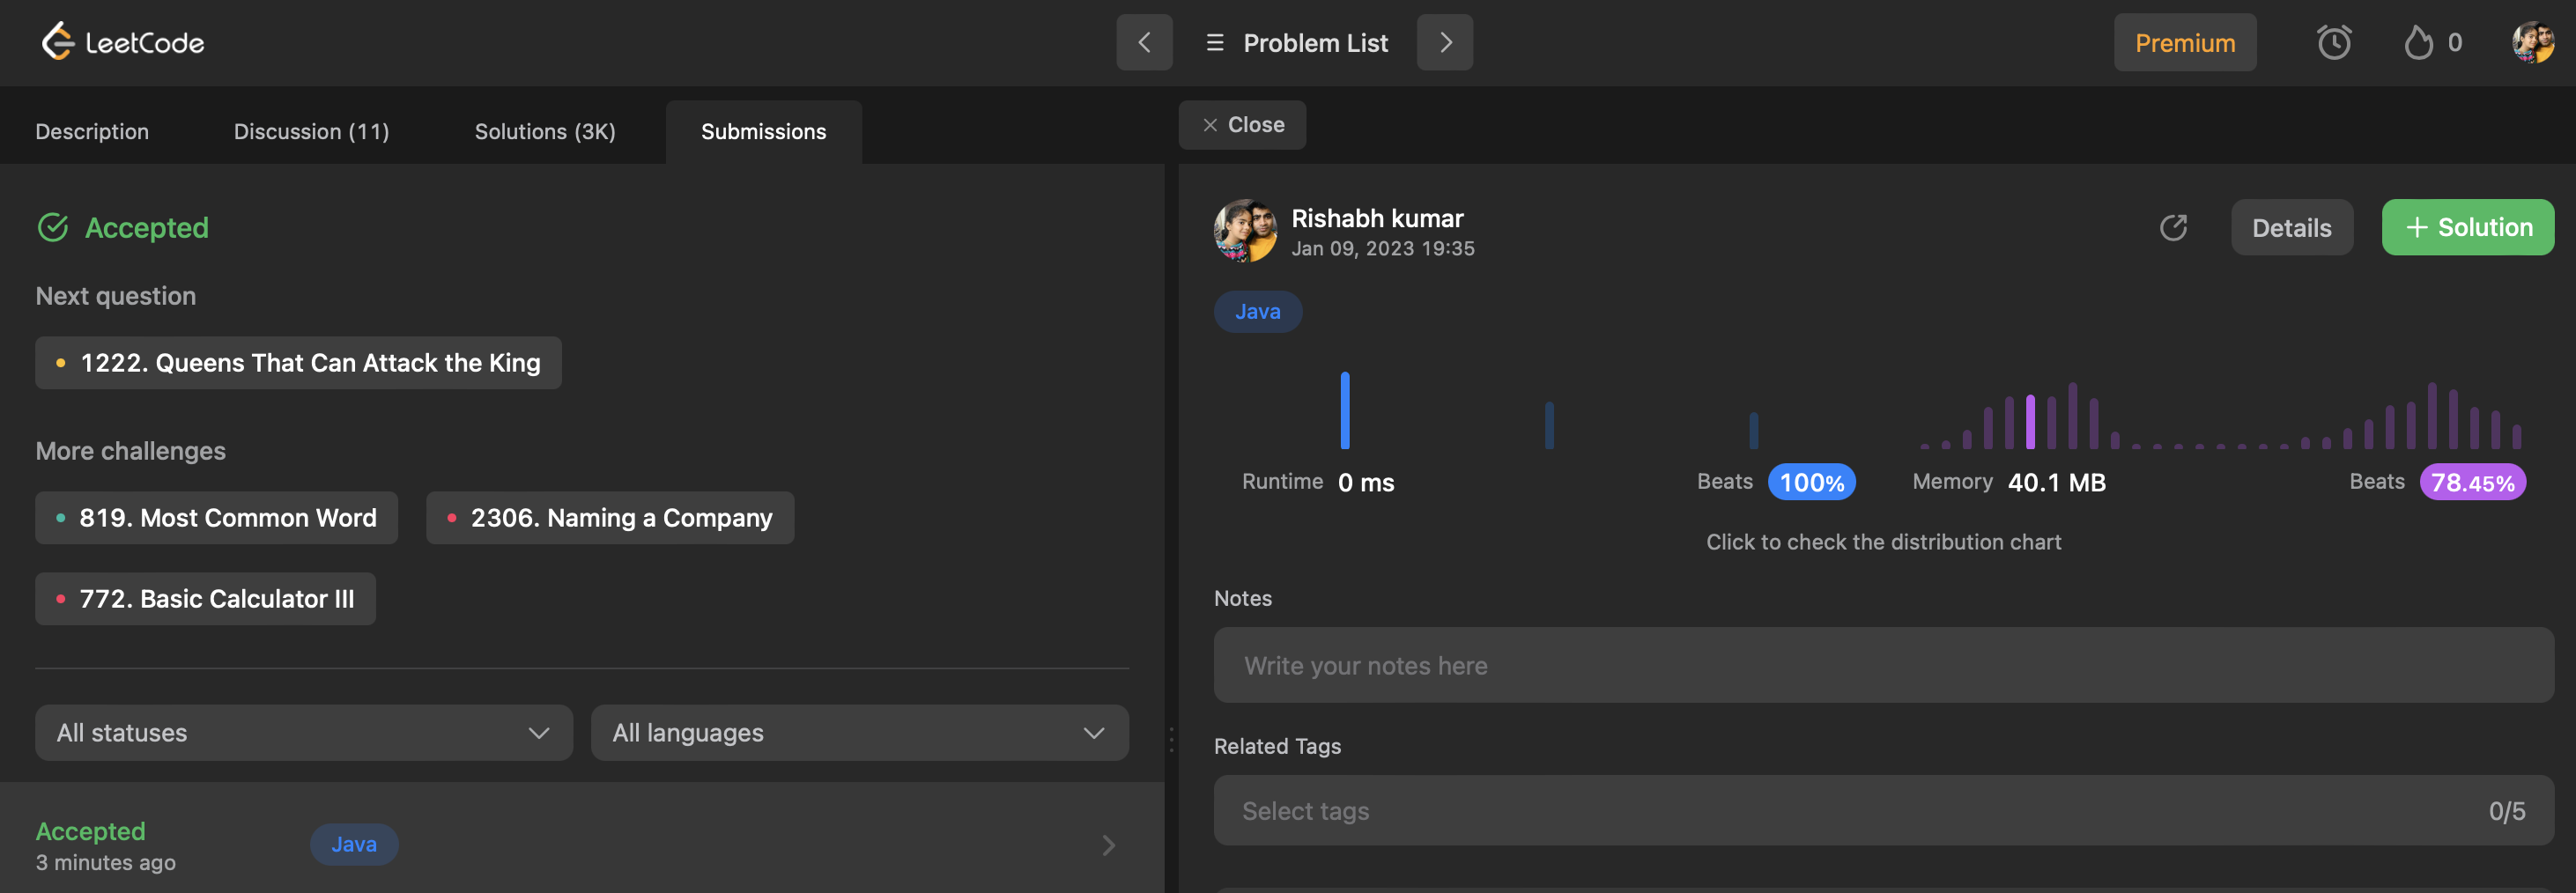 LeetCode
Problem List
Premium
0
Description
Discussion (11)
Solutions (3K)
Submissions
Close
Accepted
Next question
1222. Queens That Can Attack the King
More challenges
819. Most Common Word
2306. Naming a Company
772. Basic Calculator III
All statuses
All languages
Accepted
3 minutes ago
Java
Rishabh kumar
Jan 09, 2023 19:35
Details
Solution
Java
Runtime 0 ms
Beats 100%
Memory 40.1 MB
Beats 78.45%
Click to check the distribution chart
Notes
Write your notes here
Related Tags
Select tags
0/5